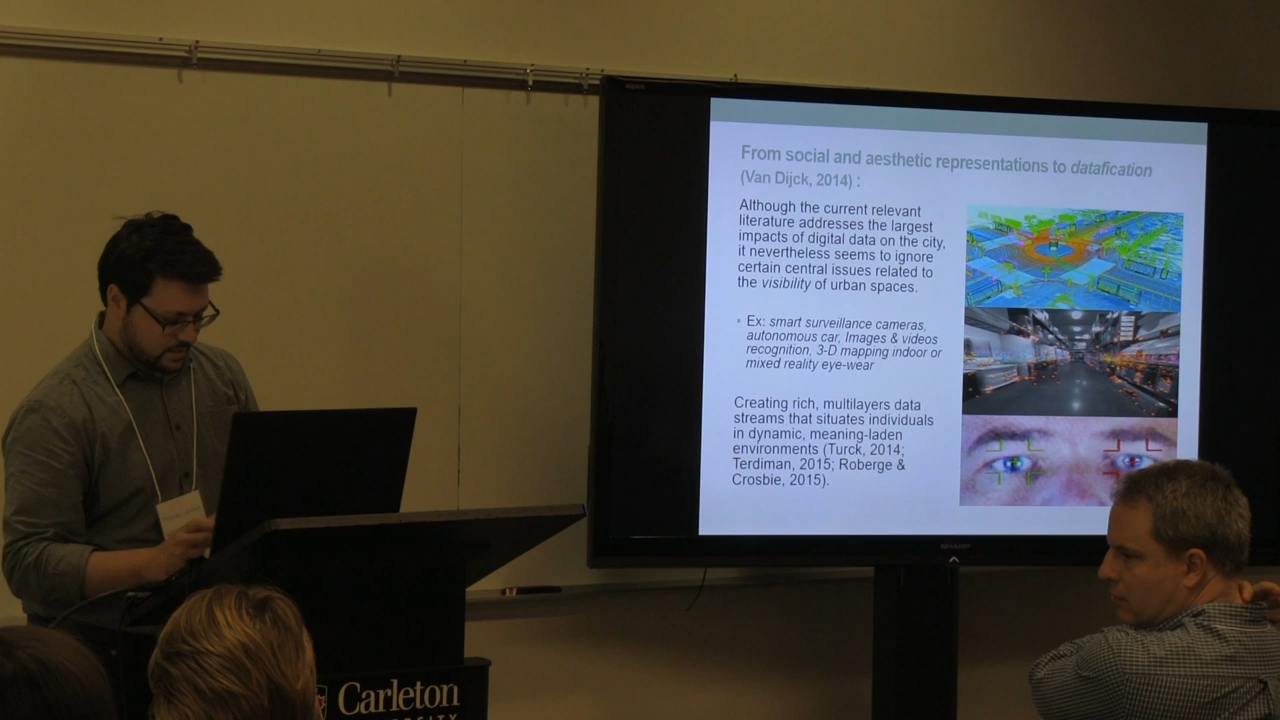 From social and aesthetic representations to datafication
(Van Dijck, 2014) :
Although the current relevant
literature addresses the largest
impacts of digital data on the city,
it nevertheless seems to ignore
certain central issues related to
the visibility of urban spaces.
Ex: smart surveillance cameras,
autonomous car, Images & videos
recognition, 3-D mapping indoor or
mixed reality eye-wear
Creating rich, multilayers data
streams that situates individuals
in dynamic, meaning-laden
environments (Turck, 2014;
Terdiman, 2015; Roberge &
Crosbie, 2015).
SHARP
Carleton